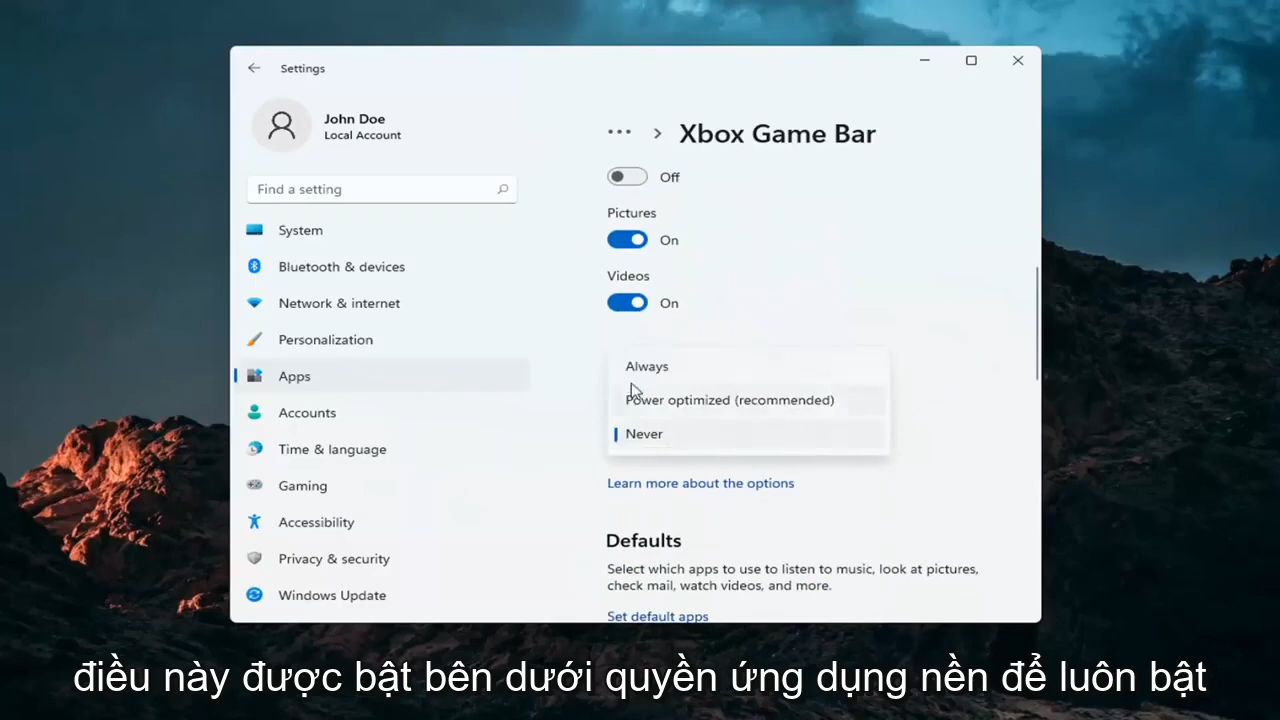 Settings
John Doe
Local Account
Find a setting
System
Bluetooth & devices
Network & internet
Personalization
Apps
Accounts
Time & language
Gaming
Accessibility
Privacy & security
Windows Update
••• > Xbox Game Bar
Off
Pictures
On
Videos
On
Always
Power optimized (recommended)
Never
Learn more about the options
Defaults
Select which apps to use to listen to music, look at pictures,
check mail, watch videos, and more.
Set default apps
điều này được bật bên dưới quyền ứng dụng nền để luôn bật